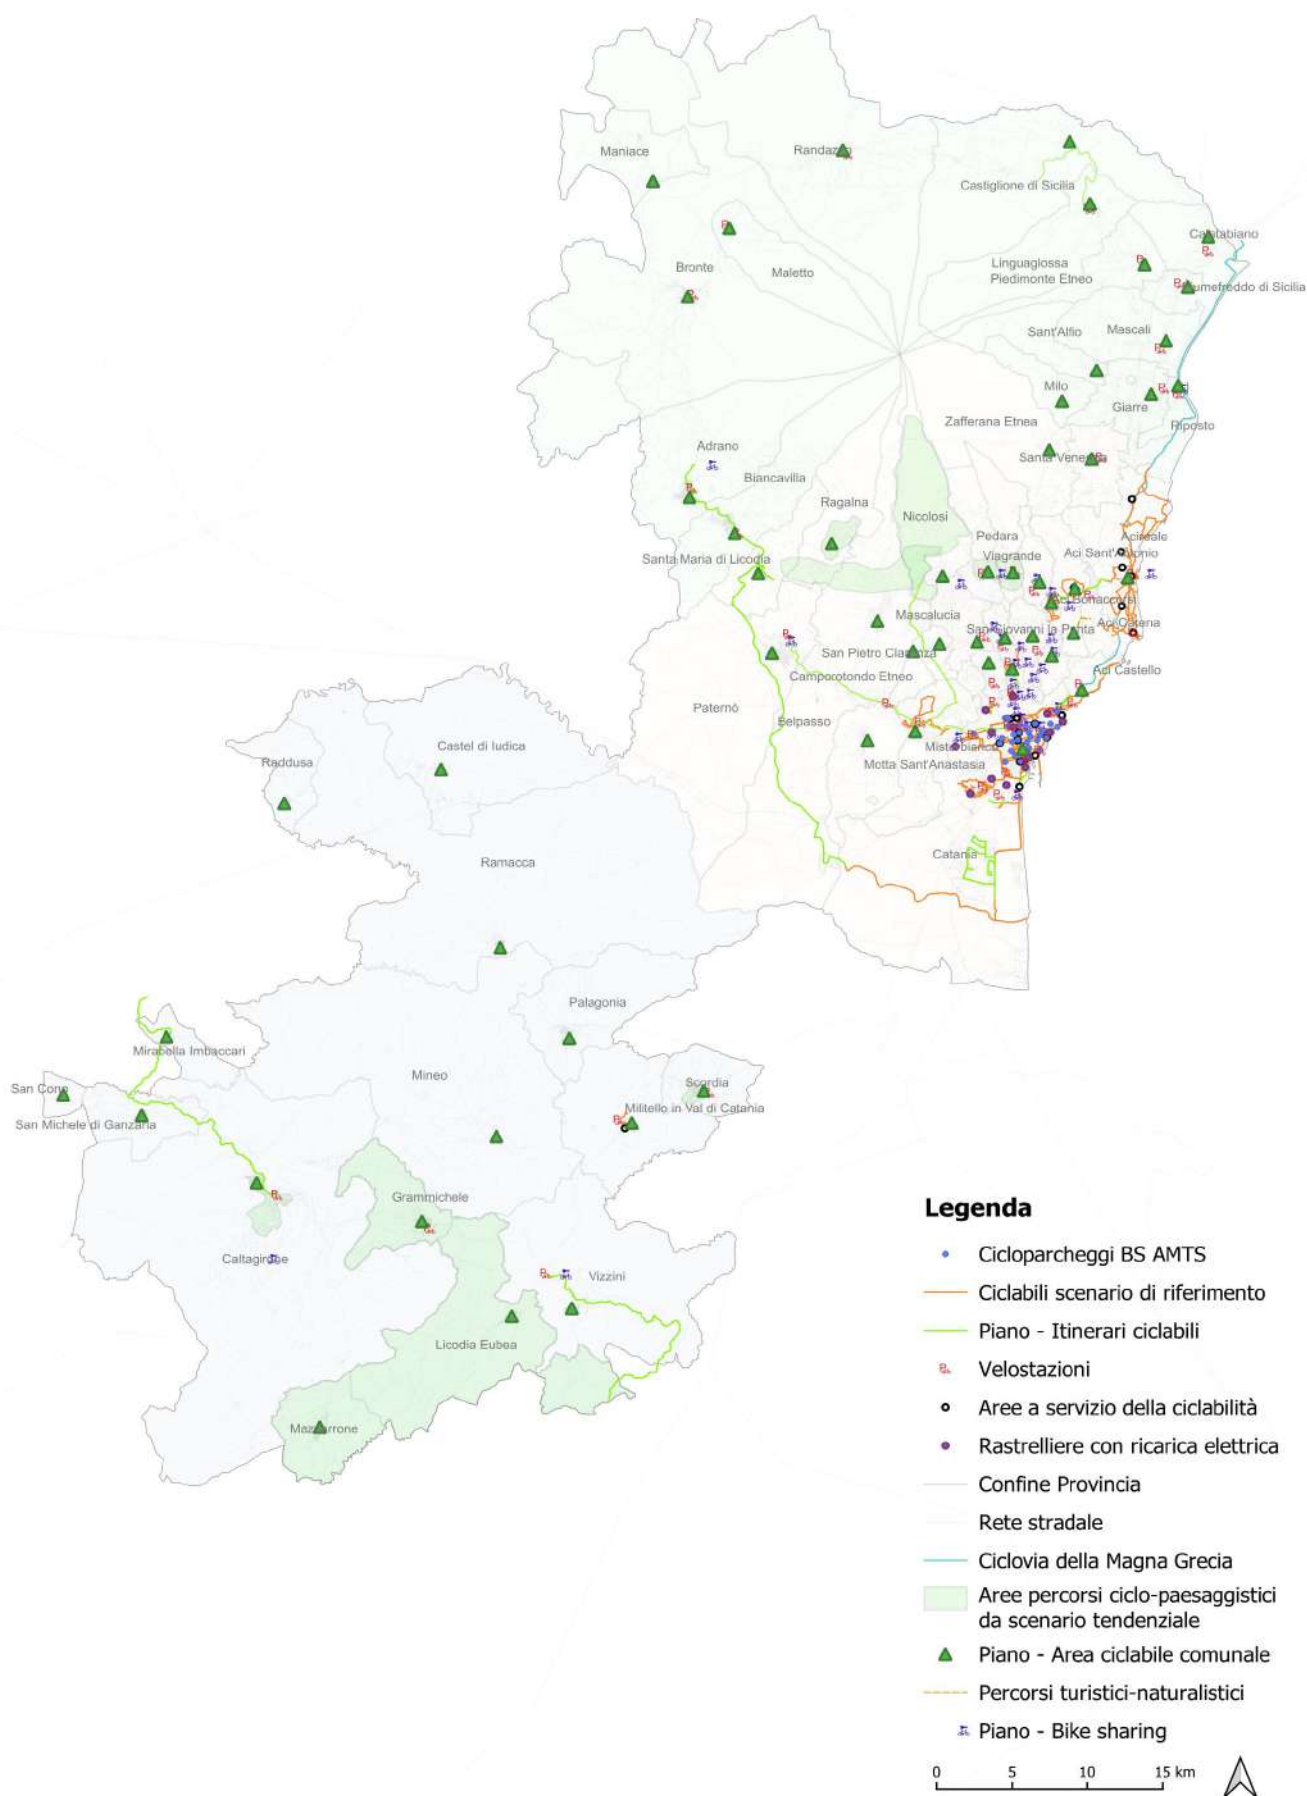 Maniace
Randazzo
Castiglione di Sicilia
Calatabiano
Linguaglossa
Piedimonte Etneo
Bronte
Maletto
Fiumefreddo di Sicilia
Sant'Alfio
Mascali
Milo
Giarre
Zafferana Etnea
Riposto
Adrano
Santa Venerina
Biancavilla
Ragalna
Nicolosi
Pedara
Acireale
Viagrande
Aci Sant'Antonio
Santa Maria di Licodia
Aci Bonaccorsi
Mascalucia
Aci Catena
San Giovanni la Punta
San Pietro Clarenza
Aci Castello
Camporotondo Etneo
Paternò
Belpasso
Misterbianco
Motta Sant'Anastasia
Castel di Iudica
Raddusa
Catania
Ramacca
Palagonia
Mirabella Imbaccari
Mineo
San Cono
Scordia
Militello in Val di Catania
San Michele di Ganzaria
Grammichele
Caltagirone
Vizzini
Licodia Eubea
Mazzarrone
Legenda
Cicloparcheggi BS AMTS
Ciclabili scenario di riferimento
Piano - Itinerari ciclabili
Velostazioni
Aree a servizio della ciclabilità
Rastrelliere con ricarica elettrica
Confine Provincia
Rete stradale
Ciclovia della Magna Grecia
Aree percorsi ciclo-paesaggistici
da scenario tendenziale
Piano - Area ciclabile comunale
Percorsi turistici-naturalistici
Piano - Bike sharing
0 5 10 15 km